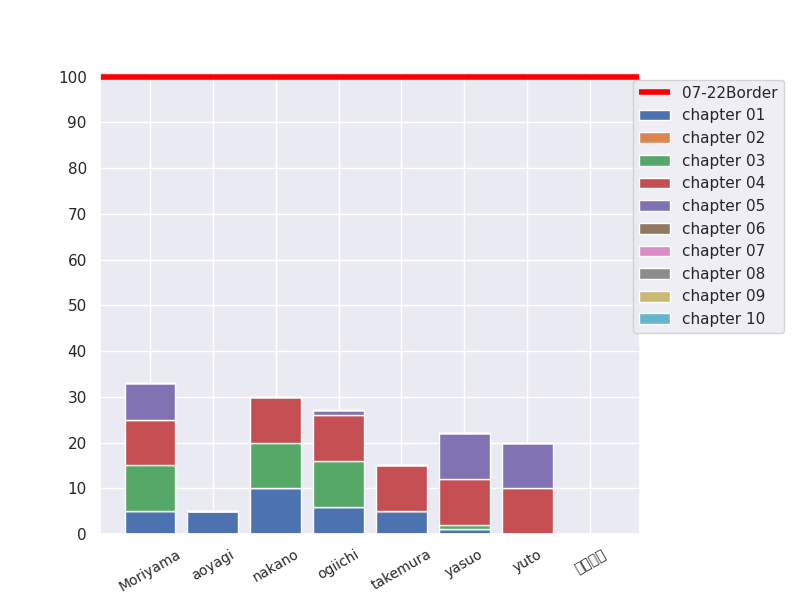 100
90
80
70
60
50
40
30
20
10
0
Moriyama
aoyagi
nakano
ogiichi
takemura
yasuo
yuto
07-22Border
chapter 01
chapter 02
chapter 03
chapter 04
chapter 05
chapter 06
chapter 07
chapter 08
chapter 09
chapter 10